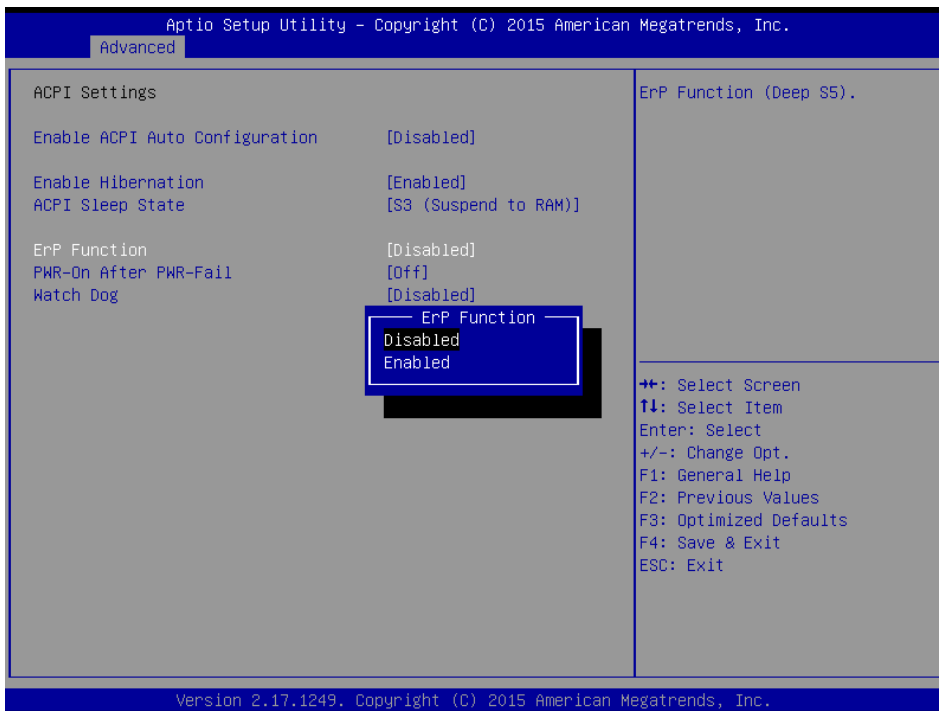 Aptio Setup Utility – Copyright (C) 2015 American Megatrends, Inc.
Advanced
ACPI Settings
Enable ACPI Auto Configuration [Disabled]
Enable Hibernation [Enabled]
ACPI Sleep State [S3 (Suspend to RAM)]
ErP Function [Disabled]
PWR-On After PWR-Fail [Off]
Watch Dog [Disabled]
ErP Function
Disabled
Enabled
ErP Function (Deep S5).
→←: Select Screen
↑↓: Select Item
Enter: Select
+/-: Change Opt.
F1: General Help
F2: Previous Values
F3: Optimized Defaults
F4: Save & Exit
ESC: Exit
Version 2.17.1249. Copyright (C) 2015 American Megatrends, Inc.